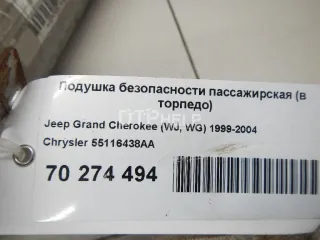 Подушка безопасности пассажирская (в
торпедо)
Jeep Grand Cherokee (WJ, WG) 1999-2004
Chrysler 55116438AA
70 274 494